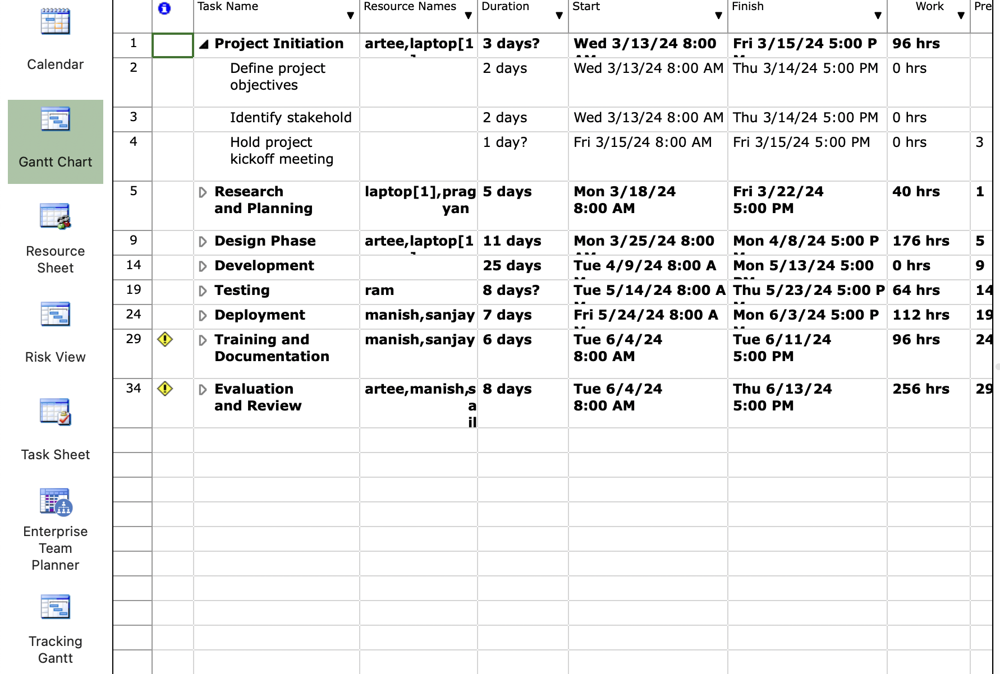 Calendar
Gantt Chart
Resource
Sheet
Risk View
Task Sheet
Enterprise
Team
Planner
Tracking
Gantt
Task Name Resource Names Duration Start Finish Work Pre
1 Project Initiation artee,laptop[1 3 days? Wed 3/13/24 8:00 Fri 3/15/24 5:00 P 96 hrs
2 Define project 2 days Wed 3/13/24 8:00 AM Thu 3/14/24 5:00 PM 0 hrs
objectives
3 Identify stakehold 2 days Wed 3/13/24 8:00 AM Thu 3/14/24 5:00 PM 0 hrs
4 Hold project 1 day? Fri 3/15/24 8:00 AM Fri 3/15/24 5:00 PM 0 hrs 3
kickoff meeting
5 Research laptop[1],prag 5 days Mon 3/18/24 Fri 3/22/24 40 hrs 1
and Planning yan 8:00 AM 5:00 PM
9 Design Phase artee,laptop[1 11 days Mon 3/25/24 8:00 Mon 4/8/24 5:00 P 176 hrs 5
14 Development 25 days Tue 4/9/24 8:00 A Mon 5/13/24 5:00 0 hrs 9
19 Testing ram 8 days? Tue 5/14/24 8:00 A Thu 5/23/24 5:00 P 64 hrs 14
24 Deployment manish,sanjay 7 days Fri 5/24/24 8:00 A Mon 6/3/24 5:00 P 112 hrs 19
29 Training and manish,sanjay 6 days Tue 6/4/24 Tue 6/11/24 96 hrs 24
Documentation 8:00 AM 5:00 PM
34 Evaluation artee,manish,s 8 days Tue 6/4/24 Thu 6/13/24 256 hrs 29
and Review a 8:00 AM 5:00 PM
il